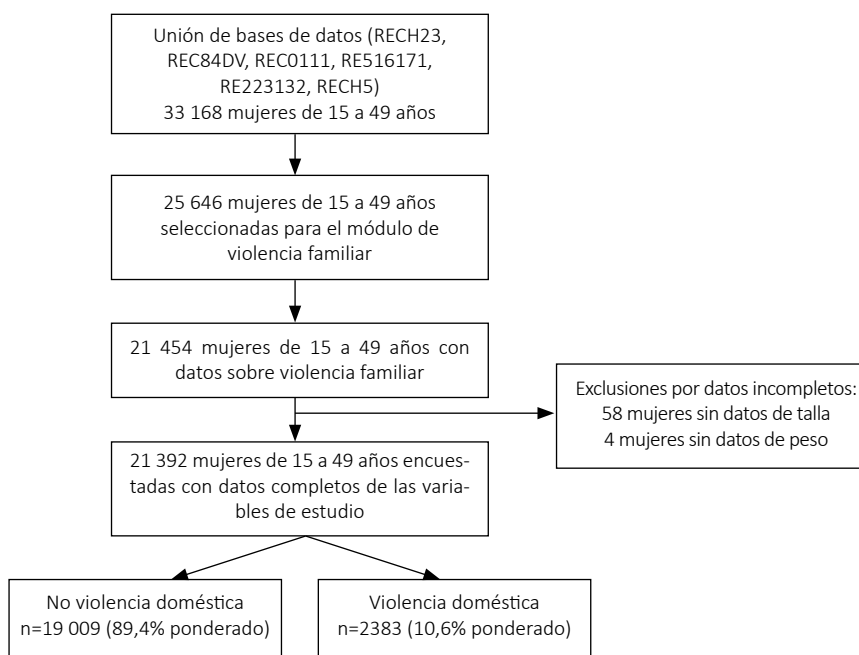 Unión de bases de datos (RECH23,
REC84DV, REC0111, RE516171,
RE223132, RECH5)
33 168 mujeres de 15 a 49 años
25 646 mujeres de 15 a 49 años
seleccionadas para el módulo de
violencia familiar
21 454 mujeres de 15 a 49 años con
datos sobre violencia familiar
Exclusiones por datos incompletos:
58 mujeres sin datos de talla
4 mujeres sin datos de peso
21 392 mujeres de 15 a 49 años encues-
tadas con datos completos de las varia-
bles de estudio
No violencia doméstica
n=19 009 (89,4% ponderado)
Violencia doméstica
n=2383 (10,6% ponderado)